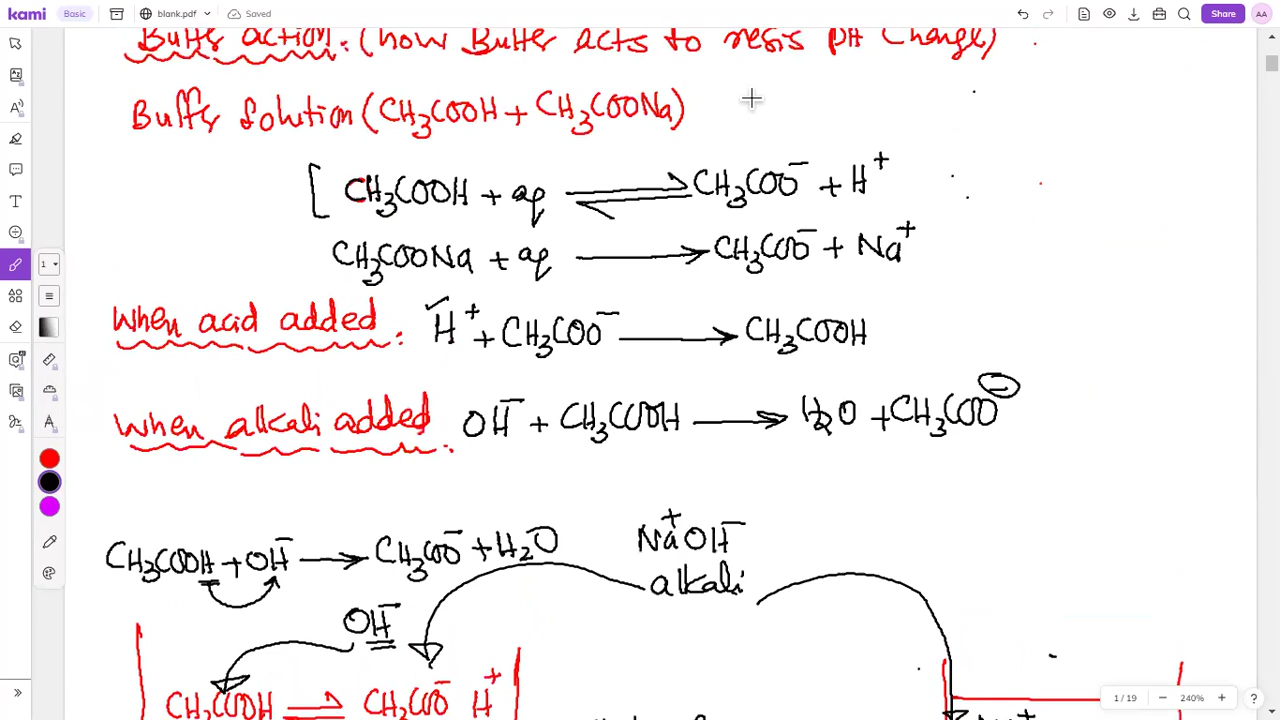 kami Basic blank.pdf Saved Share AA
Buffer action: (how Buffer acts to resis pH Change)
Buffer Solution (CH3COOH + CH3COONa)
[ CH3COOH + aq ⇌ CH3COO⁻ + H⁺
CH3COONa + aq → CH3COO⁻ + Na⁺
When acid added: H⁺ + CH3COO⁻ → CH3COOH
When alkali added: OH⁻ + CH3COOH → H2O + CH3COO⁻
Na⁺OH⁻
CH3COOH + OH⁻ → CH3COO⁻ + H2O
alkali
OH⁻
CH3COOH ⇌ CH3COO⁻ H⁺
1 / 19 − 240% + ?